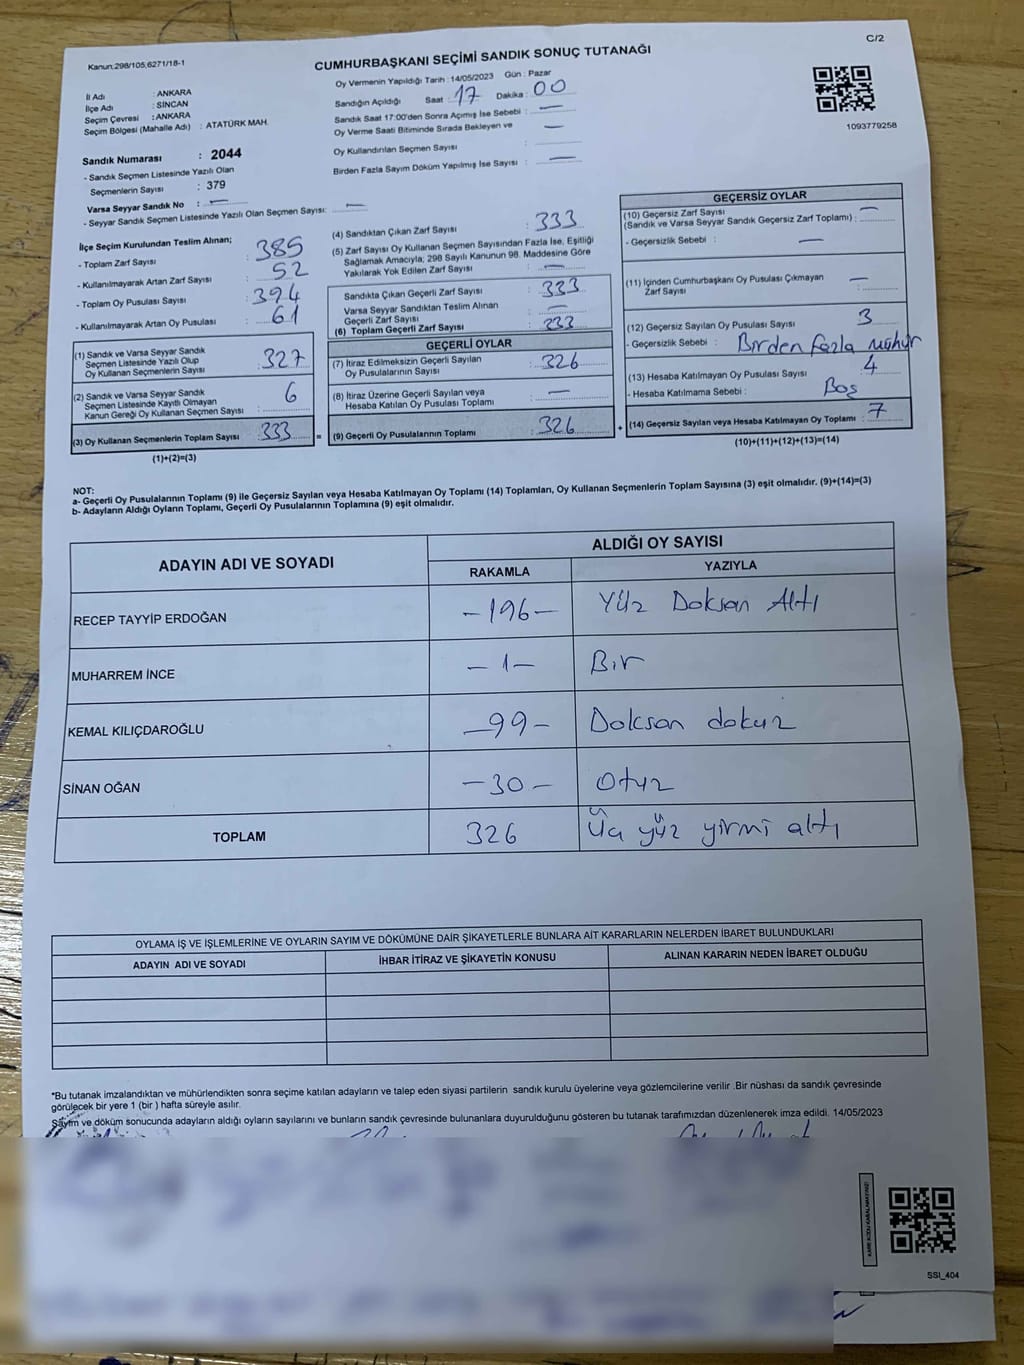 C/2
Kanun:298/105,6271/18-1
CUMHURBAŞKANI SEÇİMİ SANDIK SONUÇ TUTANAĞI
Oy Vermenin Yapıldığı Tarih : 14/05/2023 Gün : Pazar
İl Adı : ANKARA
İlçe Adı : SİNCAN
Seçim Çevresi : ANKARA
Seçim Bölgesi (Mahalle Adı) : ATATÜRK MAH.
Sandığın Açıldığı Saat : 17 Dakika : 00
Sandık Saat 17:00'den Sonra Açımış İse Sebebi : —
Oy Verme Saati Bitiminde Sırada Bekleyen ve —
Oy Kullandırılan Seçmen Sayısı :
Birden Fazla Sayım Döküm Yapılmış İse Sayısı : —
1093779258
Sandık Numarası : 2044
- Sandık Seçmen Listesinde Yazılı Olan
Seçmenlerin Sayısı : 379
Varsa Seyyar Sandık No : —
- Seyyar Sandık Seçmen Listesinde Yazılı Olan Seçmen Sayısı: —
İlçe Seçim Kurulundan Teslim Alınan;
- Toplam Zarf Sayısı : 385
- Kullanılmayarak Artan Zarf Sayısı : 52
- Toplam Oy Pusulası Sayısı : 394
- Kullanılmayarak Artan Oy Pusulası : 61
(1) Sandık ve Varsa Seyyar Sandık
Seçmen Listesinde Yazılı Olup
Oy Kullanan Seçmenlerin Sayısı : 327
(2) Sandık ve Varsa Seyyar Sandık
Seçmen Listesinde Kayıtlı Olmayan
Kanun Gereği Oy Kullanan Seçmen Sayısı : 6
(3) Oy Kullanan Seçmenlerin Toplam Sayısı : 333 =
(1)+(2)=(3)
(4) Sandıktan Çıkan Zarf Sayısı : 333
(5) Zarf Sayısı Oy Kullanan Seçmen Sayısından Fazla İse, Eşitliği
Sağlamak Amacıyla; 298 Sayılı Kanunun 98. Maddesine Göre
Yakılarak Yok Edilen Zarf Sayısı : —
Sandıkta Çıkan Geçerli Zarf Sayısı : 333
Varsa Seyyar Sandıktan Teslim Alınan
Geçerli Zarf Sayısı : —
(6) Toplam Geçerli Zarf Sayısı : 333
GEÇERLİ OYLAR
(7) İtiraz Edilmeksizin Geçerli Sayılan
Oy Pusulalarının Sayısı : 326
(8) İtiraz Üzerine Geçerli Sayılan veya
Hesaba Katılan Oy Pusulası Toplamı : —
(9) Geçerli Oy Pusulalarının Toplamı : 326 +
GEÇERSİZ OYLAR
(10) Geçersiz Zarf Sayısı —
(Sandık ve Varsa Seyyar Sandık Geçersiz Zarf Toplamı) :
- Geçersizlik Sebebi : —
(11) İçinden Cumhurbaşkanı Oy Pusulası Çıkmayan
Zarf Sayısı : —
(12) Geçersiz Sayılan Oy Pusulası Sayısı : 3
- Geçersizlik Sebebi : Birden fazla mühür
(13) Hesaba Katılmayan Oy Pusulası Sayısı : 4
- Hesaba Katılmama Sebebi : Boş
(14) Geçersiz Sayılan veya Hesaba Katılmayan Oy Toplamı : 7
(10)+(11)+(12)+(13)=(14)
NOT:
a- Geçerli Oy Pusulalarının Toplamı (9) ile Geçersiz Sayılan veya Hesaba Katılmayan Oy Toplamı (14) Toplamları, Oy Kullanan Seçmenlerin Toplam Sayısına (3) eşit olmalıdır. (9)+(14)=(3)
b- Adayların Aldığı Oyların Toplamı, Geçerli Oy Pusulalarının Toplamına (9) eşit olmalıdır.
ADAYIN ADI VE SOYADI
ALDIĞI OY SAYISI
RAKAMLA YAZIYLA
RECEP TAYYİP ERDOĞAN -196- Yüz Doksan Altı
MUHARREM İNCE -1- Bir
KEMAL KILIÇDAROĞLU -99- Doksan dokuz
SİNAN OĞAN -30- Otuz
TOPLAM 326 Üç yüz yirmi altı
OYLAMA İŞ VE İŞLEMLERİNE VE OYLARIN SAYIM VE DÖKÜMÜNE DAİR ŞİKAYETLERLE BUNLARA AİT KARARLARIN NELERDEN İBARET BULUNDUKLARI
ADAYIN ADI VE SOYADI İHBAR İTİRAZ VE ŞİKAYETİN KONUSU ALINAN KARARIN NEDEN İBARET OLDUĞU
*Bu tutanak imzalandıktan ve mühürlendikten sonra seçime katılan adayların ve talep eden siyasi partilerin sandık kurulu üyelerine veya gözlemcilerine verilir .Bir nüshası da sandık çevresinde
görülecek bir yere 1 (bir ) hafta süreyle asılır.
Sayım ve döküm sonucunda adayların aldığı oyların sayılarını ve bunların sandık çevresinde bulunanlara duyurulduğunu gösteren bu tutanak tarafımızdan düzenlenerek imza edildi. 14/05/2023
SSI_404